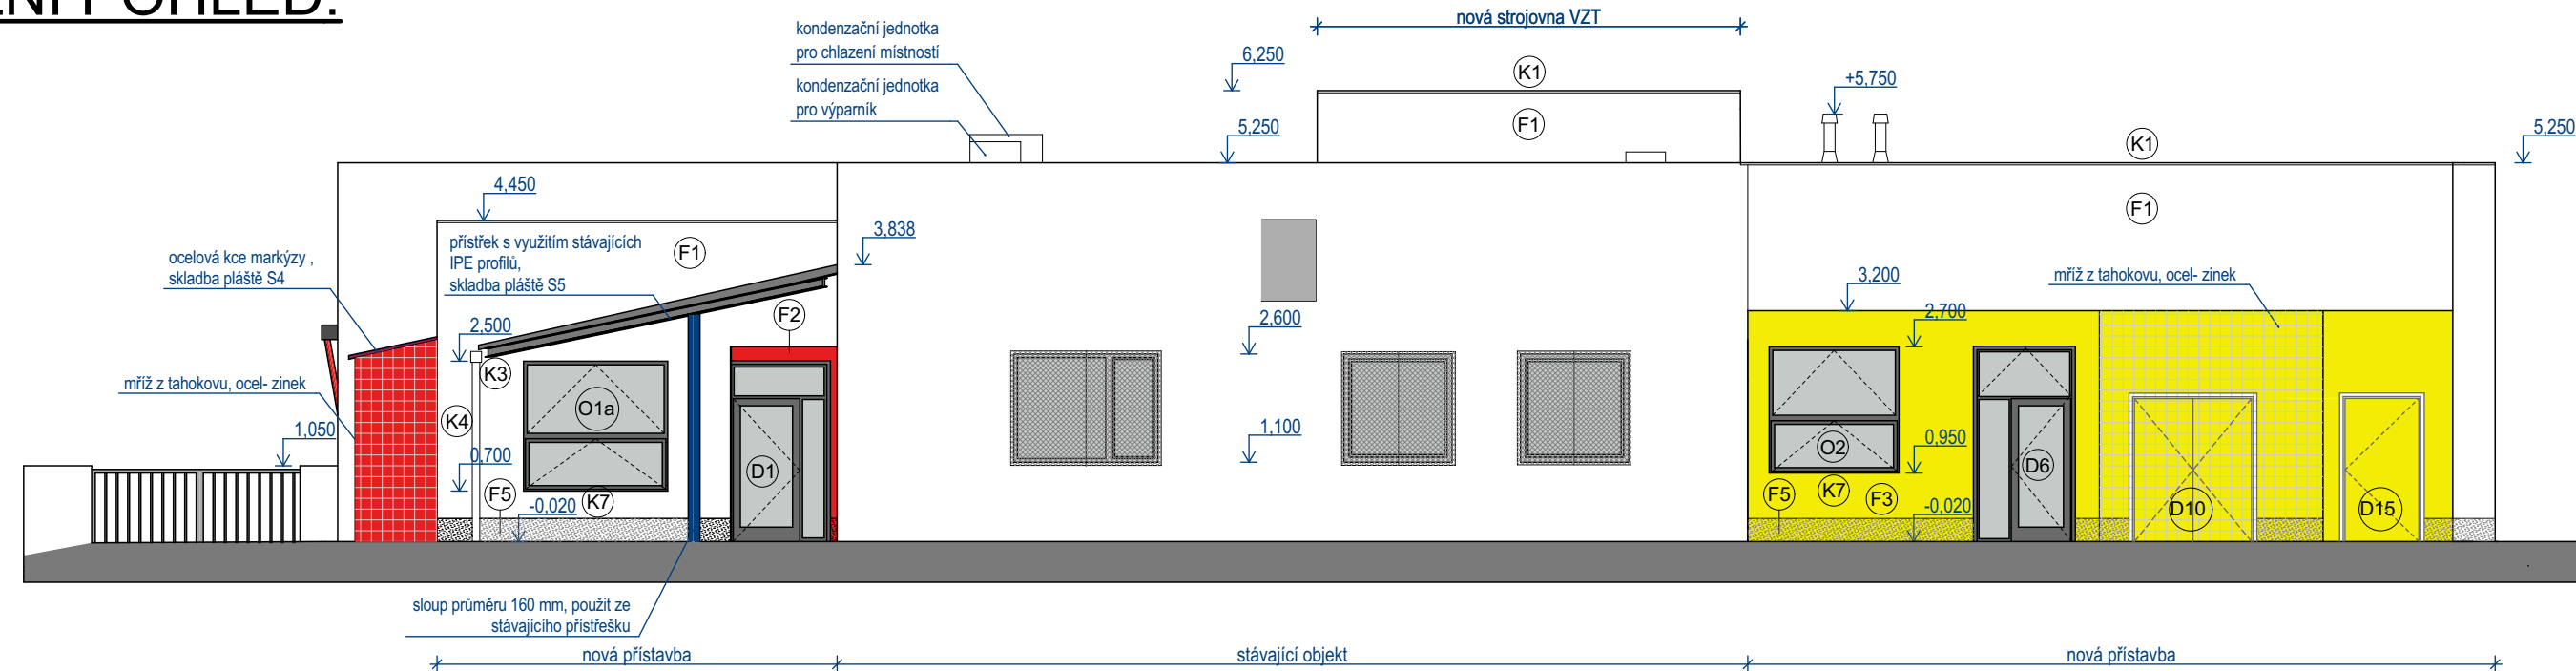 POHLED:
nová strojovna VZT
kondenzační jednotka
pro chlazení místností
kondenzační jednotka
pro výparník
6,250
K1
+5,750
F1
5,250
K1
5,250
4,450
F1
přístřek s využitím stávajících
IPE profilů,
skladba pláště S5
3,838
ocelová kce markýzy ,
skladba pláště S4
3,200
mříž z tahokovu, ocel- zinek
F1
2,500
F2
2,600
2,700
K3
mříž z tahokovu, ocel- zinek
O1a
K4
1,050
1,100
0,950
O2
0,700
D1
D6
F5
K7
-0,020
F5
K7
F3
-0,020
D10
D15
sloup průměru 160 mm, použit ze
stávajícího přístřešku
nová přístavba
stávající objekt
nová přístavba